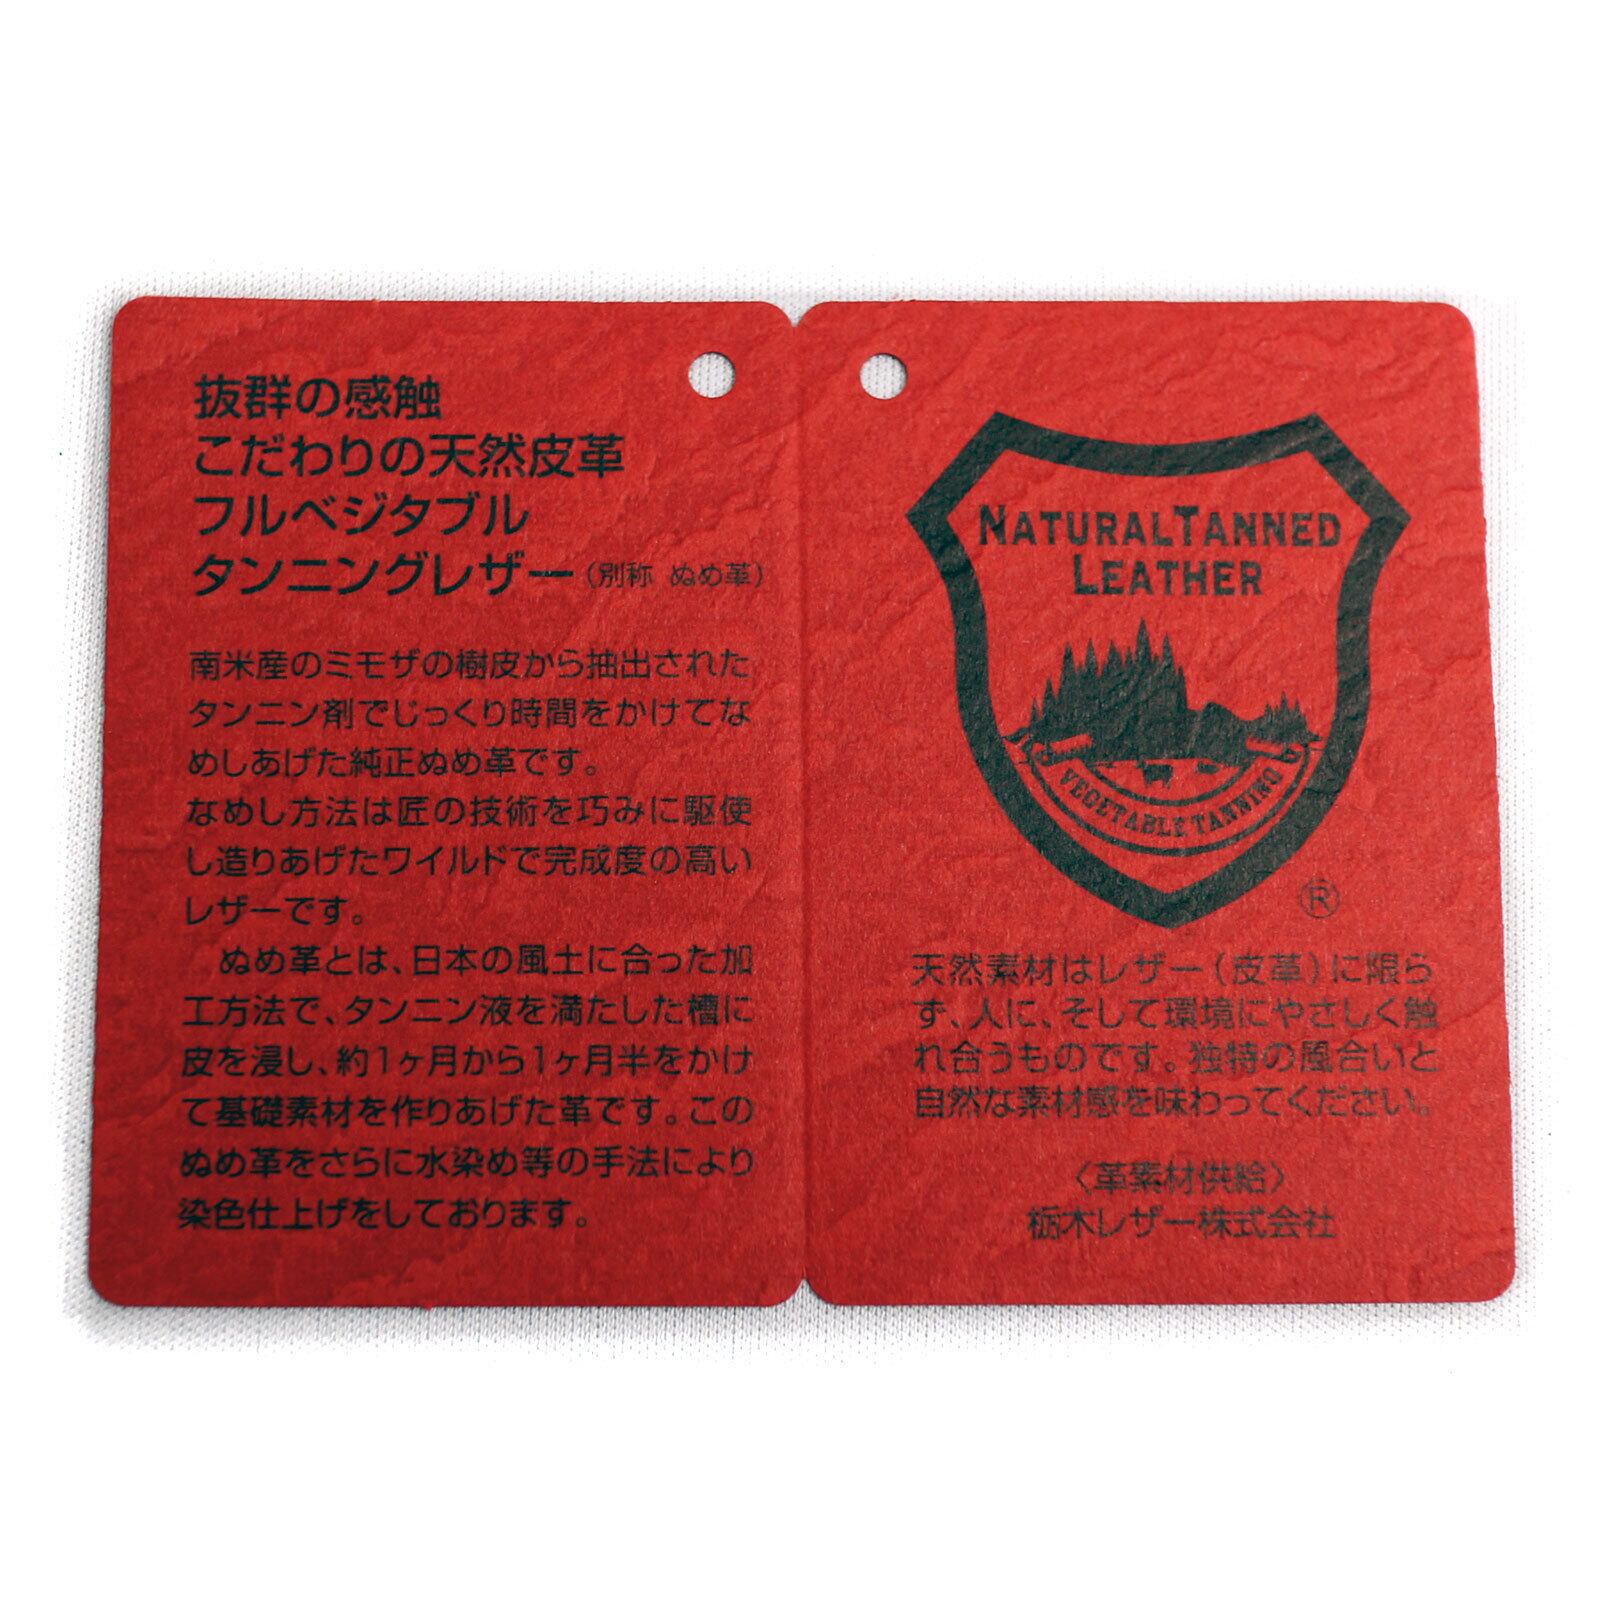 抜群の感触
こだわりの天然皮革
フルベジタブル
タンニングレザー（別称 ぬめ革）
南米産のミモザの樹皮から抽出された
タンニン剤でじっくり時間をかけてな
めしあげた純正ぬめ革です。
なめし方法は匠の技術を巧みに駆使
し造りあげたワイルドで完成度の高い
レザーです。
ぬめ革とは、日本の風土に合った加
工方法で、タンニン液を満たした槽に
皮を浸し、約1ヶ月から1ヶ月半をかけ
て基礎素材を作りあげた革です。この
ぬめ革をさらに水染め等の手法により
染色仕上げをしております。
NATURAL TANNED
LEATHER
VEGETABLE TANNING
®
天然素材はレザー（皮革）に限ら
ず、人に、そして環境にやさしく触
れ合うものです。独特の風合いと
自然な素材感を味わってください。
〈革素材供給〉
栃木レザー株式会社